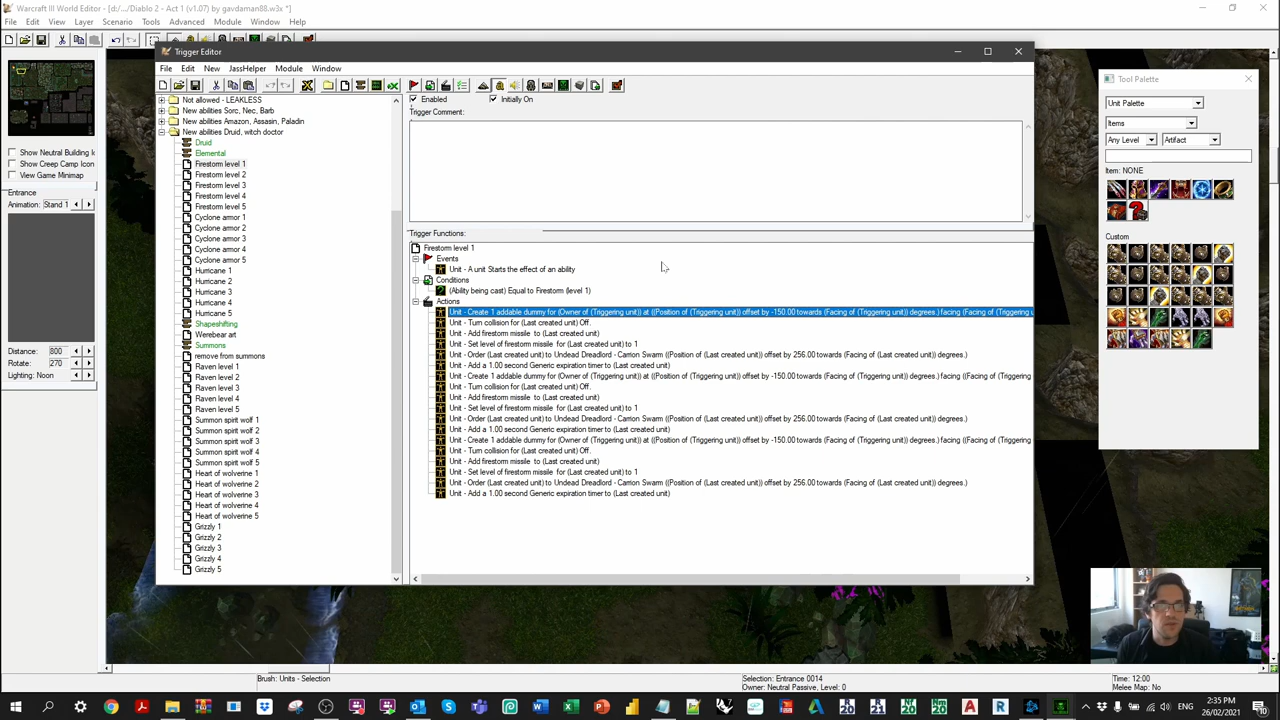 Warcraft III World Editor - [d:/.../Diablo 2 - Act 1 (v1.07) by gavdaman88.w3x *]
File Edit View Layer Scenario Tools Advanced Module Window Help
Trigger Editor
File Edit New JassHelper Module Window
Show Neutral Building Ic
Show Creep Camp Icon
View Game Minimap
Entrance
Animation: Stand 1
Distance: 800
Rotate: 270
Lighting: Noon
Not allowed - LEAKLESS
New abilities Sorc, Nec, Barb
New abilities Amazon, Assasin, Paladin
New abilities Druid, witch doctor
Druid
Elemental
Firestorm level 1
Firestorm level 2
Firestorm level 3
Firestorm level 4
Firestorm level 5
Cyclone armor 1
Cyclone armor 2
Cyclone armor 3
Cyclone armor 4
Cyclone armor 5
Hurricane 1
Hurricane 2
Hurricane 3
Hurricane 4
Hurricane 5
Shapeshifting
Werebear art
Summons
remove from summons
Raven level 1
Raven level 2
Raven level 3
Raven level 4
Raven level 5
Summon spirit wolf 1
Summon spirit wolf 2
Summon spirit wolf 3
Summon spirit wolf 4
Summon spirit wolf 5
Heart of wolverine 1
Heart of wolverine 2
Heart of wolverine 3
Heart of wolverine 4
Heart of wolverine 5
Grizzly 1
Grizzly 2
Grizzly 3
Grizzly 4
Grizzly 5
Enabled Initially On
Trigger Comment:
Trigger Functions:
Firestorm level 1
Events
Unit - A unit Starts the effect of an ability
Conditions
(Ability being cast) Equal to Firestorm (level 1)
Actions
Unit - Create 1 addable dummy for (Owner of (Triggering unit)) at ((Position of (Triggering unit)) offset by -150.00 towards (Facing of (Triggering unit)) degrees.) facing (Facing of (Triggering u
Unit - Turn collision for (Last created unit) Off.
Unit - Add firestorm missile to (Last created unit)
Unit - Set level of firestorm missile for (Last created unit) to 1
Unit - Order (Last created unit) to Undead Dreadlord - Carrion Swarm ((Position of (Last created unit)) offset by 256.00 towards (Facing of (Last created unit)) degrees.)
Unit - Add a 1.00 second Generic expiration timer to (Last created unit)
Unit - Create 1 addable dummy for (Owner of (Triggering unit)) at ((Position of (Triggering unit)) offset by -150.00 towards (Facing of (Triggering unit)) degrees.) facing ((Facing of (Triggering
Unit - Turn collision for (Last created unit) Off.
Unit - Add firestorm missile to (Last created unit)
Unit - Set level of firestorm missile for (Last created unit) to 1
Unit - Order (Last created unit) to Undead Dreadlord - Carrion Swarm ((Position of (Last created unit)) offset by 256.00 towards (Facing of (Last created unit)) degrees.)
Unit - Add a 1.00 second Generic expiration timer to (Last created unit)
Unit - Create 1 addable dummy for (Owner of (Triggering unit)) at ((Position of (Triggering unit)) offset by -150.00 towards (Facing of (Triggering unit)) degrees.) facing ((Facing of (Triggering
Unit - Turn collision for (Last created unit) Off.
Unit - Add firestorm missile to (Last created unit)
Unit - Set level of firestorm missile for (Last created unit) to 1
Unit - Order (Last created unit) to Undead Dreadlord - Carrion Swarm ((Position of (Last created unit)) offset by 256.00 towards (Facing of (Last created unit)) degrees.)
Unit - Add a 1.00 second Generic expiration timer to (Last created unit)
Tool Palette
Unit Palette
Items
Any Level Artifact
Item: NONE
Custom
Brush: Units - Selection
Selection: Entrance 0014
Owner: Neutral Passive, Level: 0
Time: 12:00
Melee Map: No
2:35 PM
26/02/2021